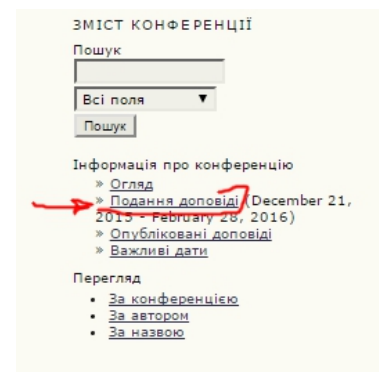 ЗМІСТ КОНФЕРЕНЦІЇ
Пошук
Всі поля ▼
Пошук
Інформація про конференцію
» Огляд
» Подання доповіді (December 21,
2015 - February 28, 2016)
» Опубліковані доповіді
» Важливі дати
Перегляд
• За конференцією
• За автором
• За назвою